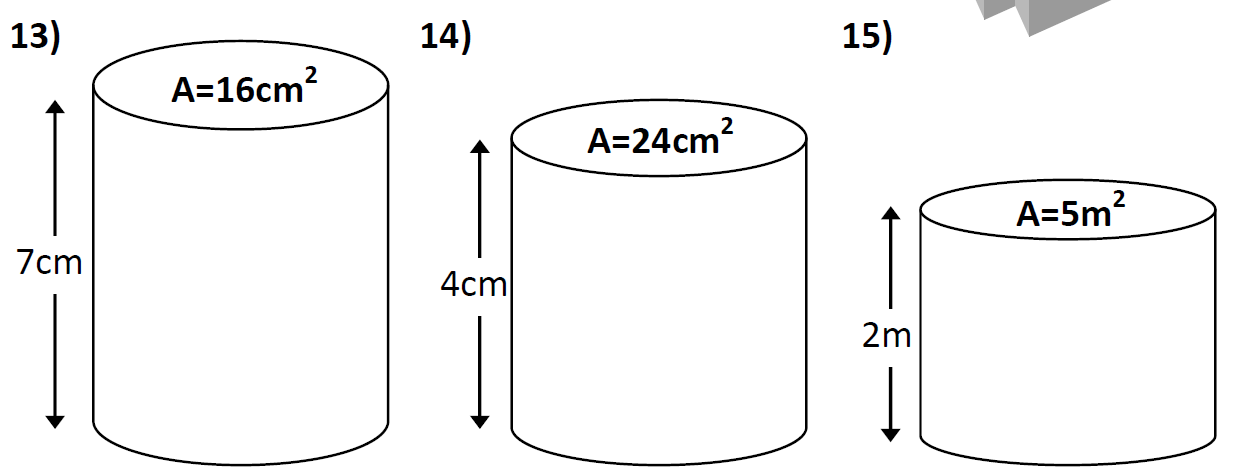 13)
A=16cm²
7cm
14)
A=24cm²
4cm
15)
A=5m²
2m